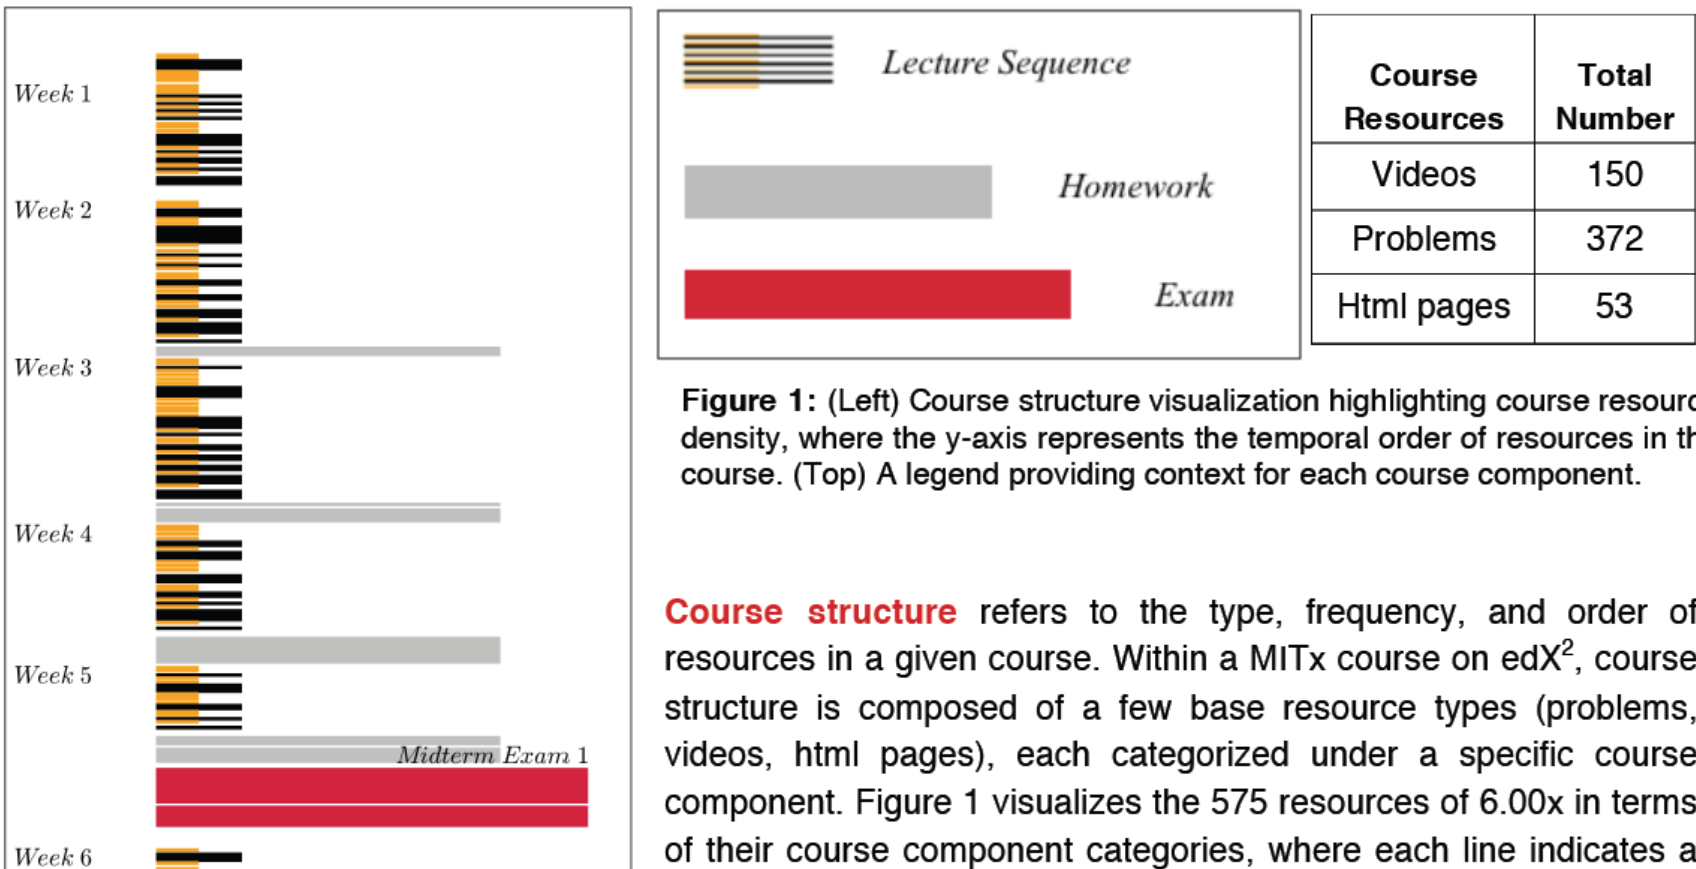 Week 1
Week 2
Week 3
Week 4
Week 5
Midterm Exam 1
Week 6
Lecture Sequence
Homework
Exam
Course Resources Total Number
Videos 150
Problems 372
Html pages 53
Figure 1: (Left) Course structure visualization highlighting course resourc
density, where the y-axis represents the temporal order of resources in th
course. (Top) A legend providing context for each course component.
Course structure refers to the type, frequency, and order of
resources in a given course. Within a MITx course on edX², course
structure is composed of a few base resource types (problems,
videos, html pages), each categorized under a specific course
component. Figure 1 visualizes the 575 resources of 6.00x in terms
of their course component categories, where each line indicates a